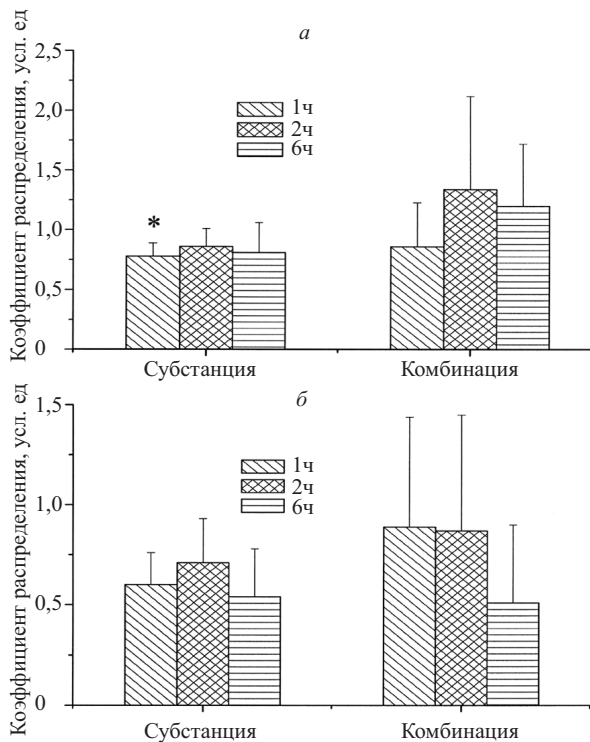 а
Коэффициент распределения, усл. ед
2,5
2,0
1,5
1,0
0,5
0
1ч
2ч
6ч
*
Субстанция
Комбинация
б
Коэффициент распределения, усл. ед
1,5
1,0
0,5
0
1ч
2ч
6ч
Субстанция
Комбинация